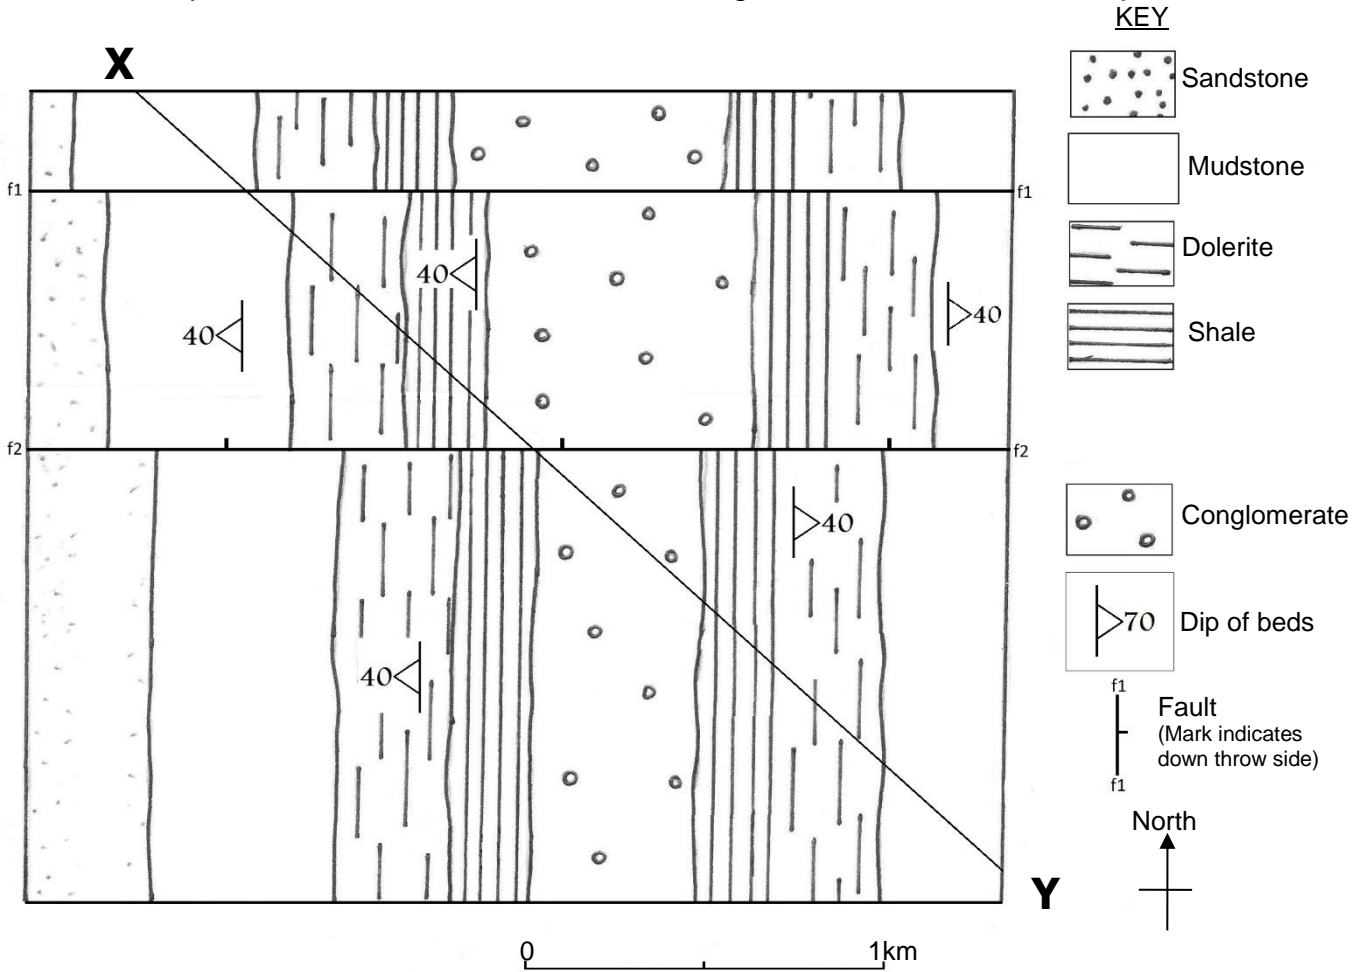 KEY
X
Sandstone
Mudstone
f1
f1
Dolerite
40
40
40
Shale
f2
f2
Conglomerate
40
70 Dip of beds
40
f1
Fault
(Mark indicates
down throw side)
f1
North
Y
0
1km